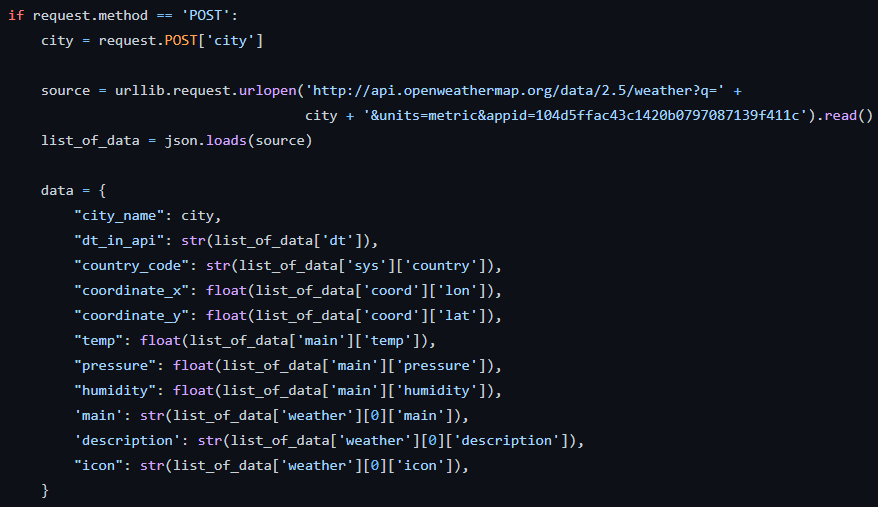 if request.method == 'POST':
    city = request.POST['city']

    source = urllib.request.urlopen('http://api.openweathermap.org/data/2.5/weather?q=' +
                                    city + '&units=metric&appid=104d5ffac43c1420b0797087139f411c').read()
    list_of_data = json.loads(source)

    data = {
        "city_name": city,
        "dt_in_api": str(list_of_data['dt']),
        "country_code": str(list_of_data['sys']['country']),
        "coordinate_x": float(list_of_data['coord']['lon']),
        "coordinate_y": float(list_of_data['coord']['lat']),
        "temp": float(list_of_data['main']['temp']),
        "pressure": float(list_of_data['main']['pressure']),
        "humidity": float(list_of_data['main']['humidity']),
        'main': str(list_of_data['weather'][0]['main']),
        'description': str(list_of_data['weather'][0]['description']),
        "icon": str(list_of_data['weather'][0]['icon']),
    }